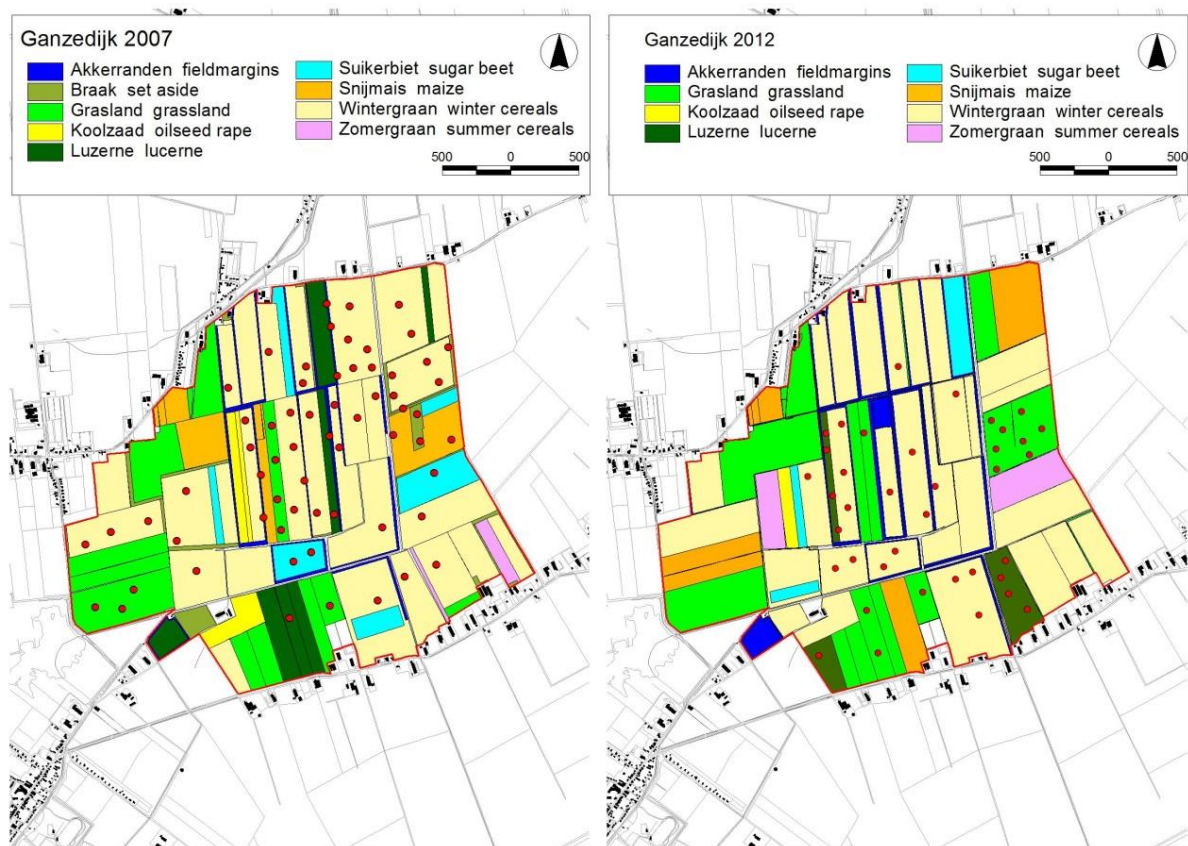 Ganzedijk 2007
Akkerranden fieldmargins
Braak set aside
Grasland grassland
Koolzaad oilseed rape
Luzerne lucerne
Suikerbiet sugar beet
Snijmais maize
Wintergraan winter cereals
Zomergraan summer cereals
500 0 500
Ganzedijk 2012
Akkerranden fieldmargins
Grasland grassland
Koolzaad oilseed rape
Luzerne lucerne
Suikerbiet sugar beet
Snijmais maize
Wintergraan winter cereals
Zomergraan summer cereals
500 0 500